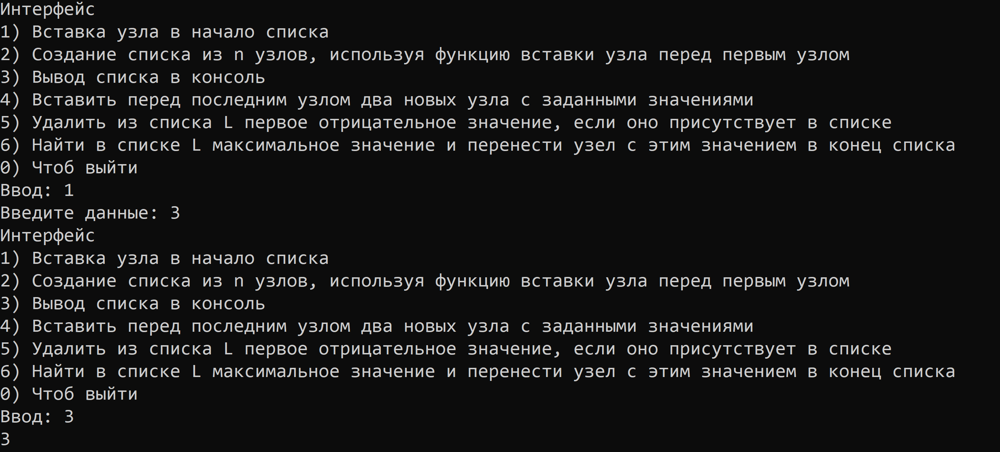 Интерфейс
1) Вставка узла в начало списка
2) Создание списка из n узлов, используя функцию вставки узла перед первым узлом
3) Вывод списка в консоль
4) Вставить перед последним узлом два новых узла с заданными значениями
5) Удалить из списка L первое отрицательное значение, если оно присутствует в списке
6) Найти в списке L максимальное значение и перенести узел с этим значением в конец списка
0) Чтоб выйти
Ввод: 1
Введите данные: 3
Интерфейс
1) Вставка узла в начало списка
2) Создание списка из n узлов, используя функцию вставки узла перед первым узлом
3) Вывод списка в консоль
4) Вставить перед последним узлом два новых узла с заданными значениями
5) Удалить из списка L первое отрицательное значение, если оно присутствует в списке
6) Найти в списке L максимальное значение и перенести узел с этим значением в конец списка
0) Чтоб выйти
Ввод: 3
3